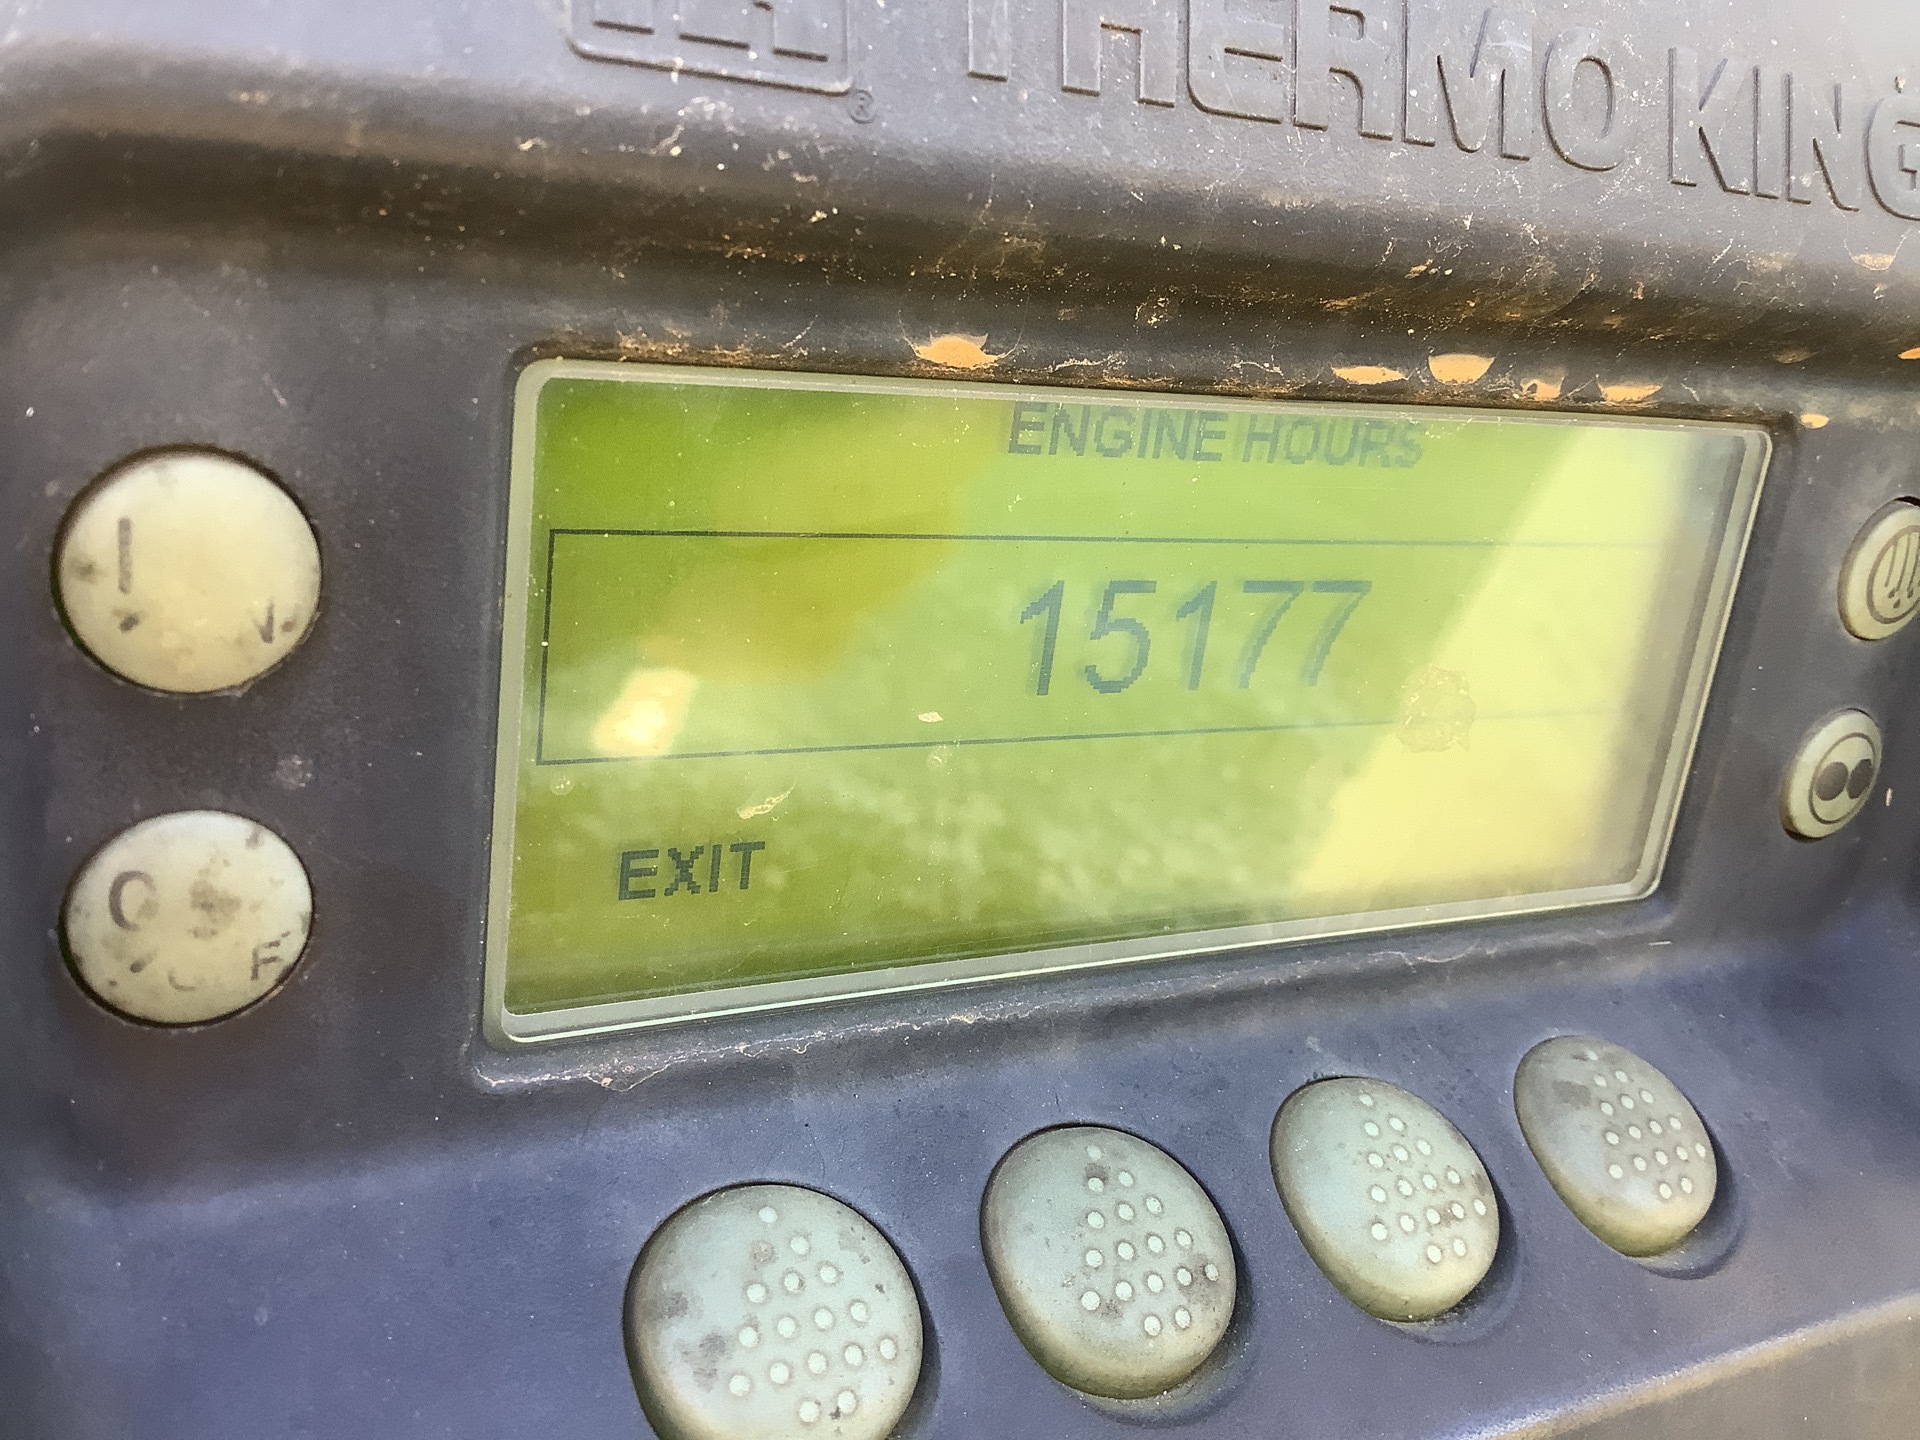 THERMO KING
®
ENGINE HOURS
15177
EXIT